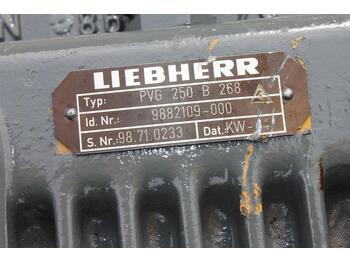 LIEBHERR
Typ: PVG 250 B 268
Id. Nr.: 9882109-000
S. Nr.: 98.71.0233 Dat. KW-